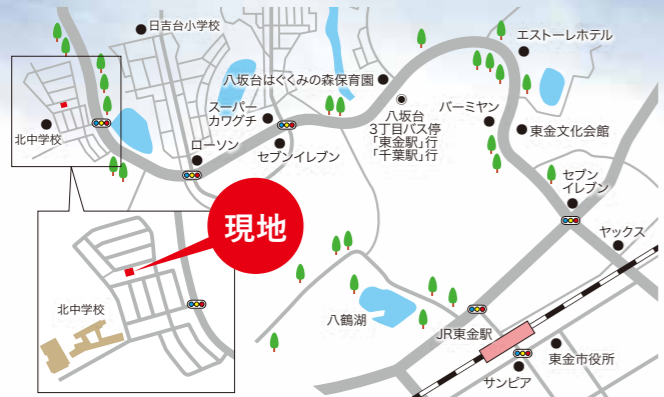 日吉台小学校
エストーレホテル
八坂台はぐくみの森保育園
北中学校
スーパー
カワグチ
八坂台
3丁目バス停
「東金駅」行
「千葉駅」行
バーミヤン
東金文化会館
ローソン
セブンイレブン
セブン
イレブン
現地
ヤックス
北中学校
八鶴湖
JR東金駅
東金市役所
サンピア